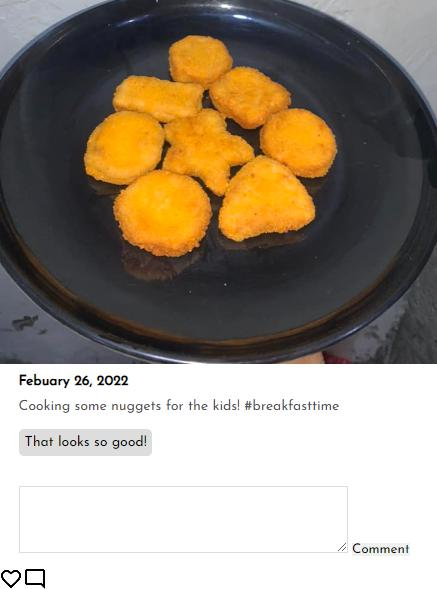 Febuary 26, 2022
Cooking some nuggets for the kids! #breakfasttime
That looks so good!
Comment